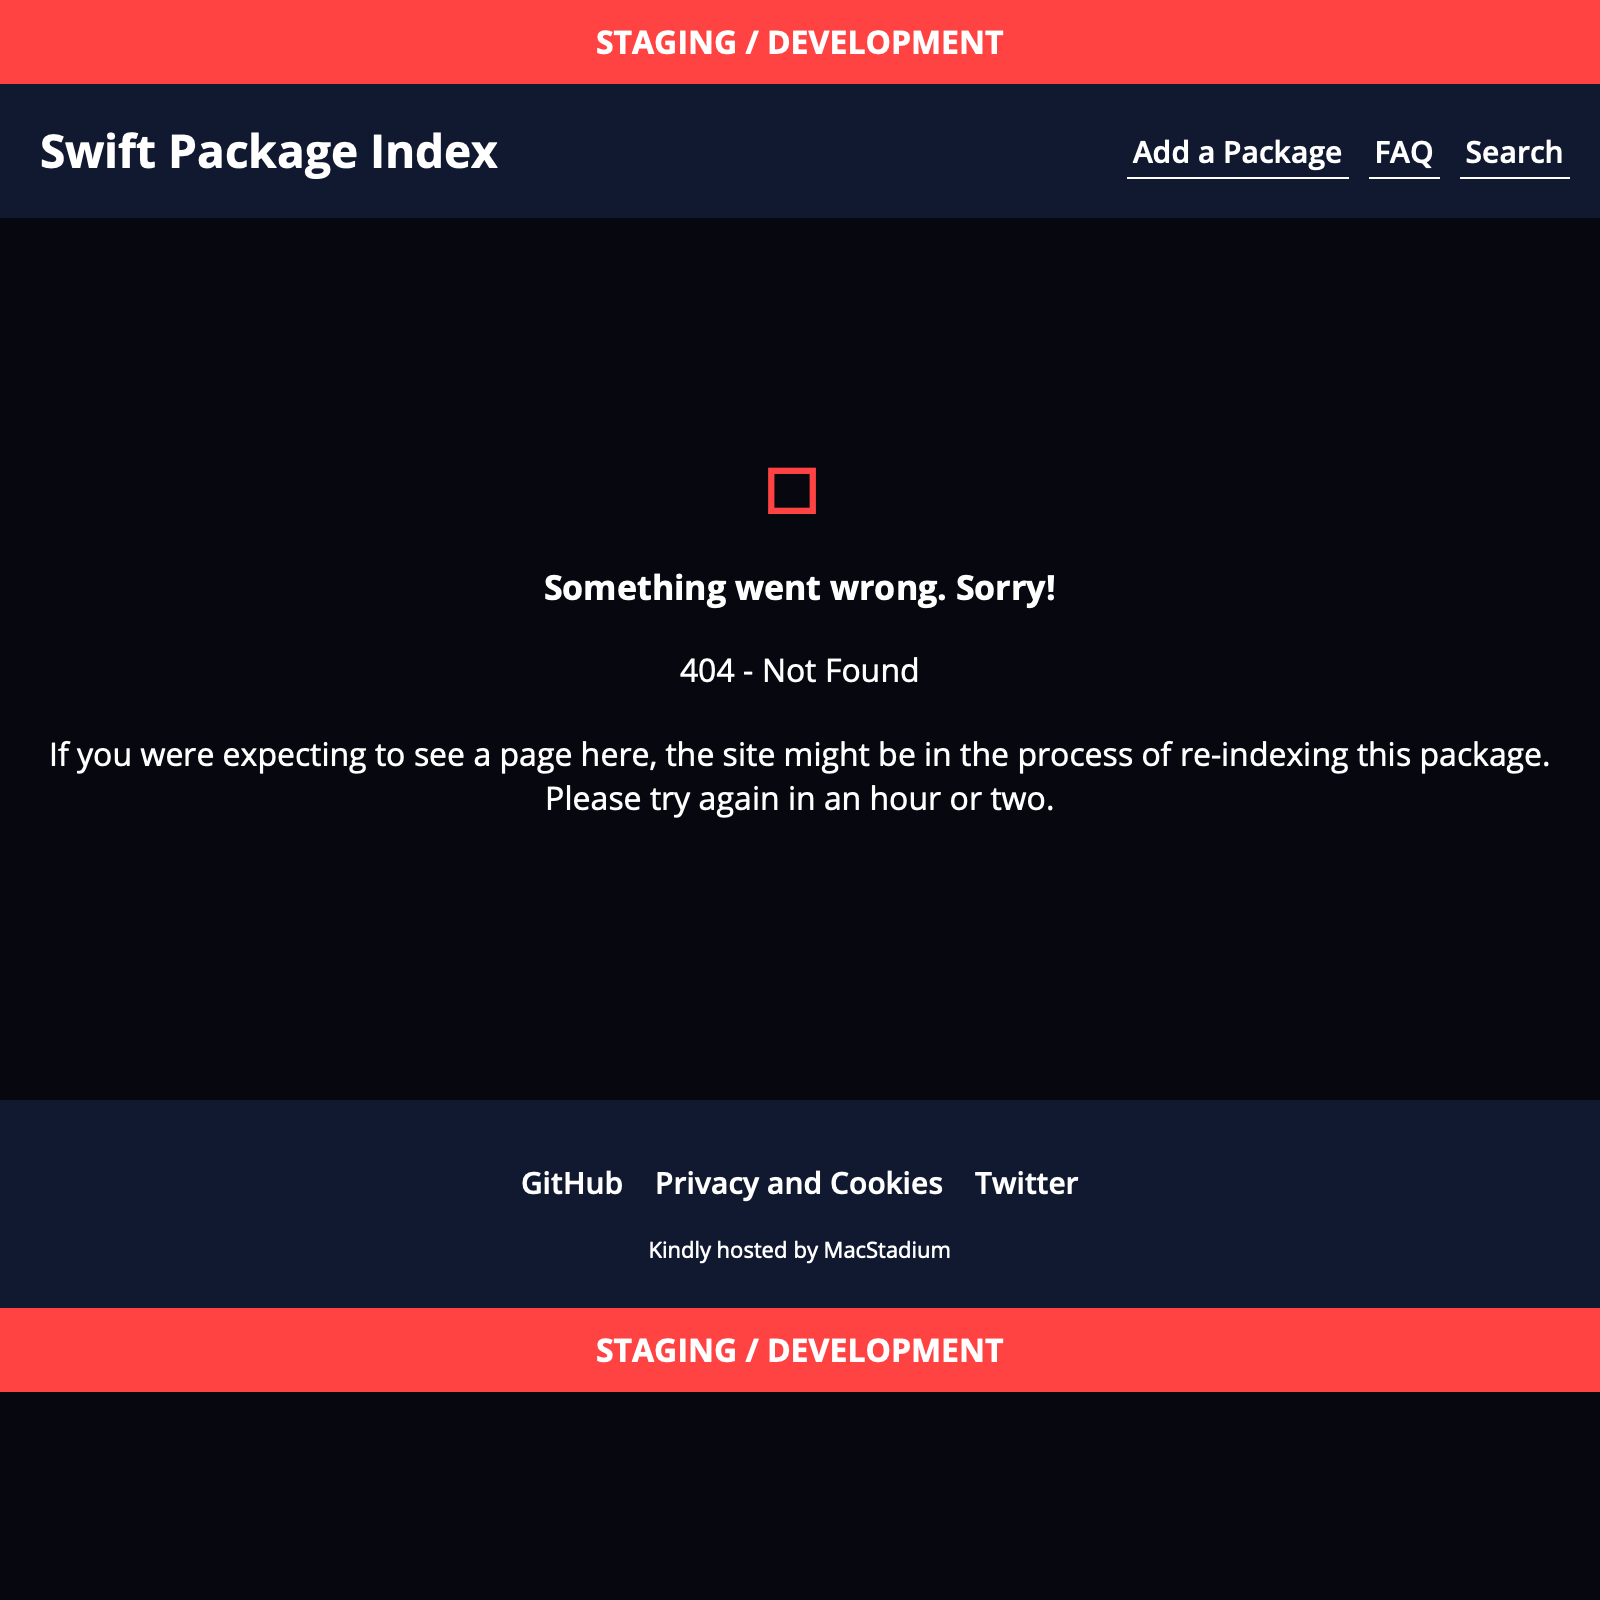 STAGING / DEVELOPMENT
Swift Package Index
Add a Package FAQ Search
Something went wrong. Sorry!
404 - Not Found
If you were expecting to see a page here, the site might be in the process of re-indexing this package.
Please try again in an hour or two.
GitHub Privacy and Cookies Twitter
Kindly hosted by MacStadium
STAGING / DEVELOPMENT